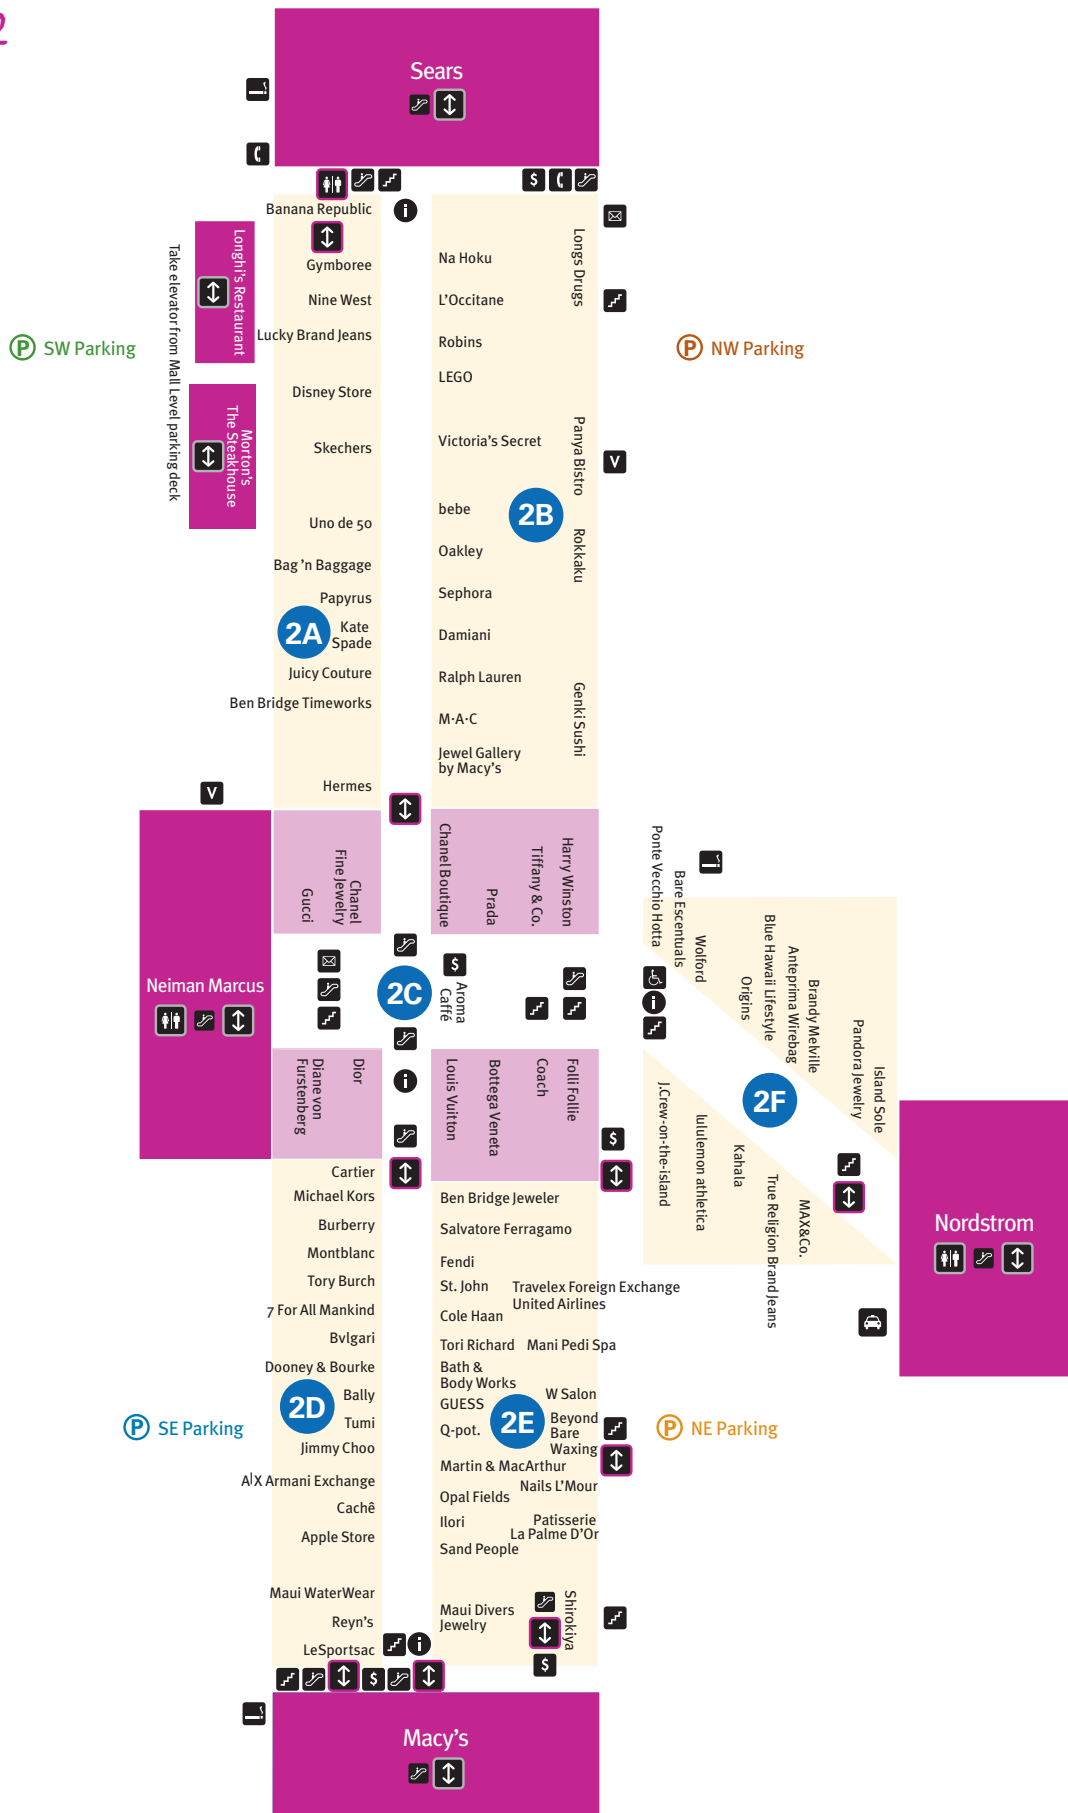 2
Sears
$
Banana Republic
i
Gymboree
Nine West
Lucky Brand Jeans
Disney Store
Skechers
Uno de 50
Bag 'n Baggage
Papyrus
2A
Kate
Spade
Juicy Couture
Ben Bridge Timeworks
Hermes
Longhi's Restaurant
Morton's
The Steakhouse
Take elevator from Mall Level parking deck
P SW Parking
Na Hoku
L'Occitane
Robins
LEGO
Victoria's Secret
bebe
2B
Oakley
Sephora
Damiani
Ralph Lauren
M·A·C
Jewel Gallery
by Macy's
Longs Drugs
Panya Bistro
Rokkaku
Genki Sushi
V
P NW Parking
V
Neiman Marcus
Chanel
Fine Jewelry
Gucci
Chanel Boutique
Prada
Tiffany & Co.
Harry Winston
2C
$
Aroma
Caffé
Dior
Diane von
Furstenberg
i
Louis Vuitton
Bottega Veneta
Coach
Folli Follie
$
Ponte Vecchio Hotta
Bare Escentuals
Wolford
Origins
Blue Hawaii Lifestyle
Anteprima Wirebag
Brandy Melville
Pandora Jewelry
Island Sole
i
2F
J.Crew-on-the-island
lululemon athletica
Kahala
True Religion Brand Jeans
MAX&Co.
Nordstrom
Cartier
Michael Kors
Burberry
Montblanc
Tory Burch
7 For All Mankind
Bvlgari
Dooney & Bourke
2D
Bally
Tumi
Jimmy Choo
A|X Armani Exchange
Cachê
Apple Store
Maui WaterWear
Reyn's
LeSportsac
P SE Parking
Ben Bridge Jeweler
Salvatore Ferragamo
Fendi
St. John
Travelex Foreign Exchange
United Airlines
Cole Haan
Tori Richard
Mani Pedi Spa
Bath &
Body Works
GUESS
W Salon
2E
Q-pot.
Beyond
Bare
Waxing
Martin & MacArthur
Nails L'Mour
Opal Fields
Ilori
Patisserie
La Palme D'Or
Sand People
Maui Divers
Jewelry
Shirokiya
$
P NE Parking
i
$
Macy's